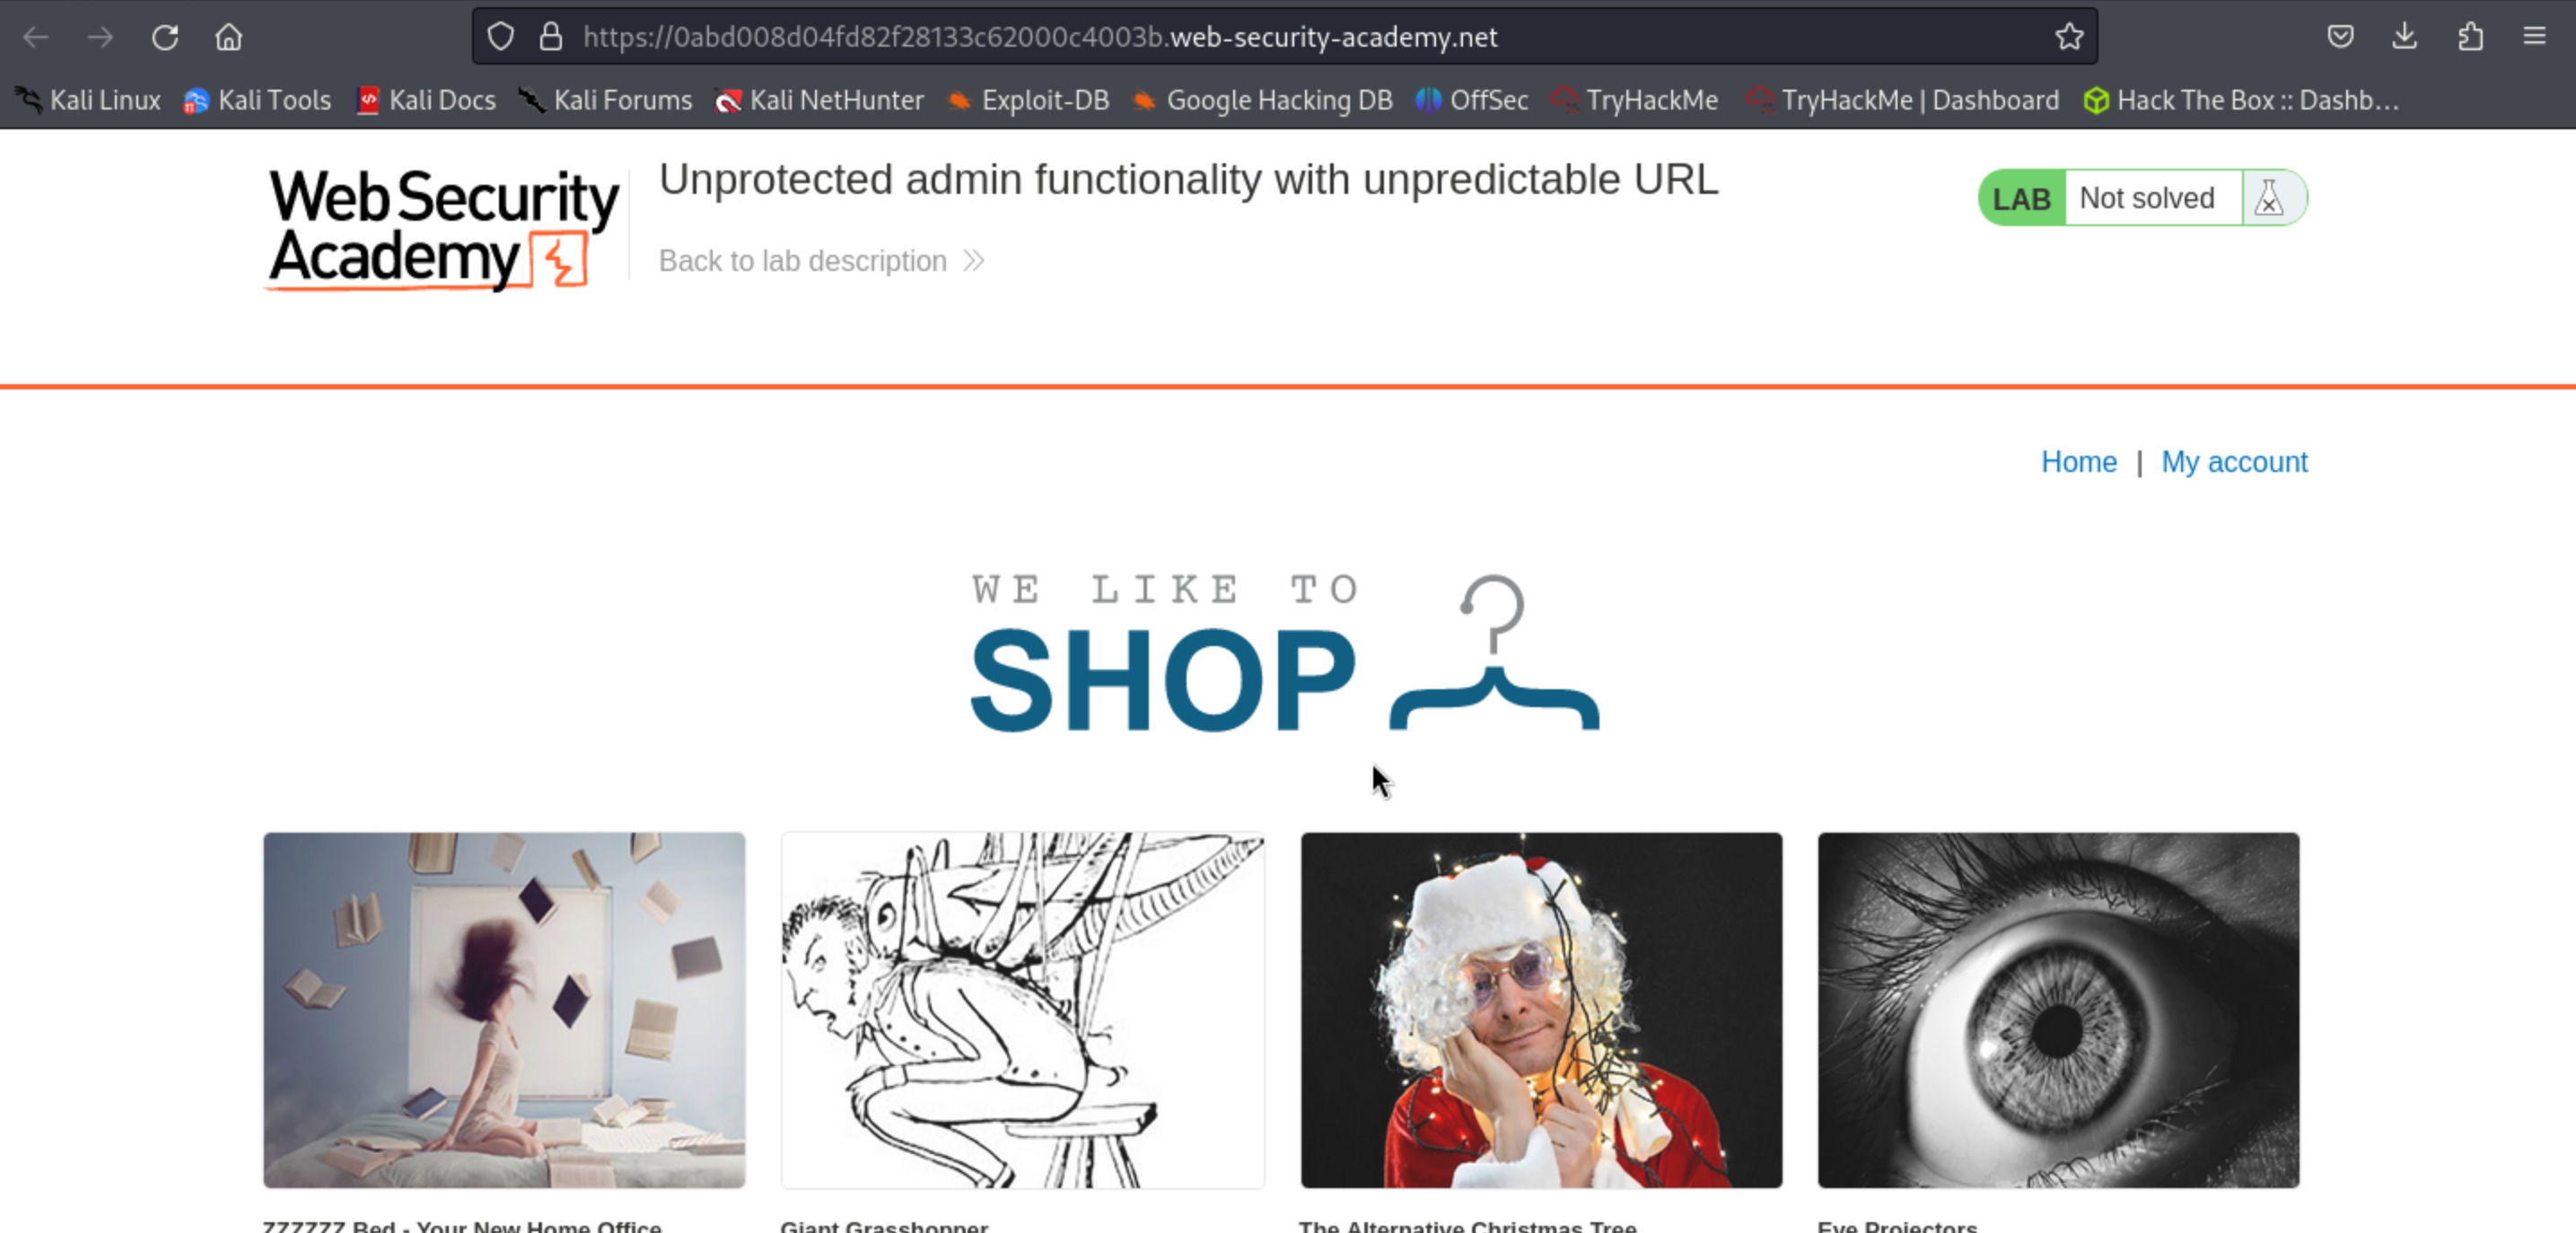 https://0abd008d04fd82f28133c62000c4003b.web-security-academy.net
Kali Linux Kali Tools Kali Docs Kali Forums Kali NetHunter Exploit-DB Google Hacking DB OffSec TryHackMe TryHackMe | Dashboard Hack The Box :: Dashb…
Web Security
Academy
Unprotected admin functionality with unpredictable URL
Back to lab description
LAB Not solved
Home | My account
WE LIKE TO
SHOP
ZZZZZZ Bed - Your New Home Office Giant Grasshopper The Alternative Christmas Tree Eye Projectors